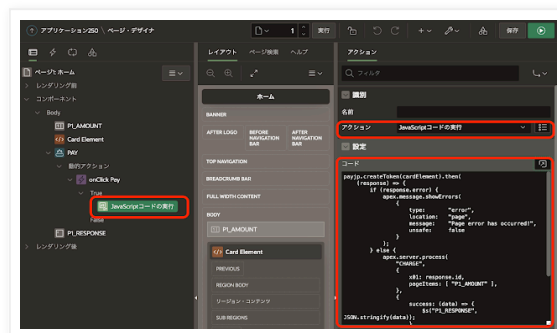 アプリケーション250 \ ページ・デザイナ
1
実行
保存
ページ1: ホーム
レンダリング前
コンポーネント
Body
P1_AMOUNT
Card Element
PAY
動的アクション
onClick Pay
True
JavaScriptコードの実行
False
P1_RESPONSE
レンダリング後
レイアウト
ページ検索
ヘルプ
ホーム
BANNER
AFTER LOGO
BEFORE NAVIGATION BAR
AFTER NAVIGATION BAR
TOP NAVIGATION
BREADCRUMB BAR
FULL WIDTH CONTENT
BODY
P1_AMOUNT
Card Element
PREVIOUS
REGION BODY
リージョン・コンテンツ
SUB REGIONS
アクション
フィルタ
識別
名前
アクション
JavaScriptコードの実行
設定
コード
payjp.createToken(cardElement).then(
(response) => {
if (response.error) {
apex.message.showErrors(
{
type: "error",
location: "page",
message: "Page error has occurred!",
unsafe: false
}
);
} else {
apex.server.process(
"CHARGE",
{
x01: response.id,
pageItems: [ "P1_AMOUNT" ],
},
{
success: (data) => {
$s("P1_RESPONSE",
JSON.stringify(data));
}